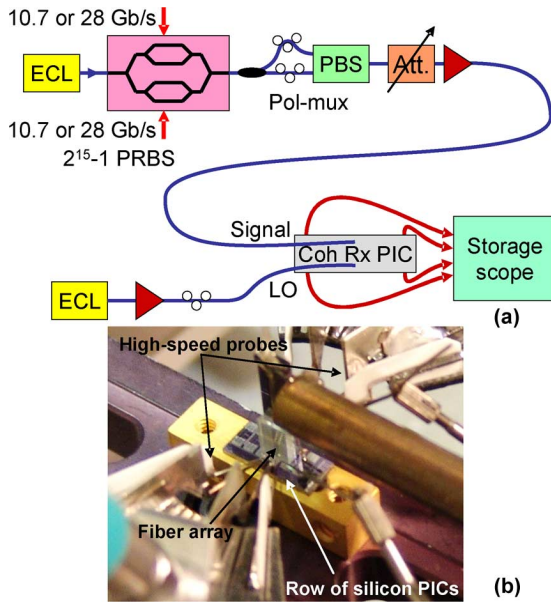 10.7 or 28 Gb/s
ECL
PBS
Att.
Pol-mux
10.7 or 28 Gb/s
2¹⁵-1 PRBS
Signal
Coh Rx PIC
Storage
scope
LO
ECL
(a)
High-speed probes
Fiber array
Row of silicon PICs
(b)